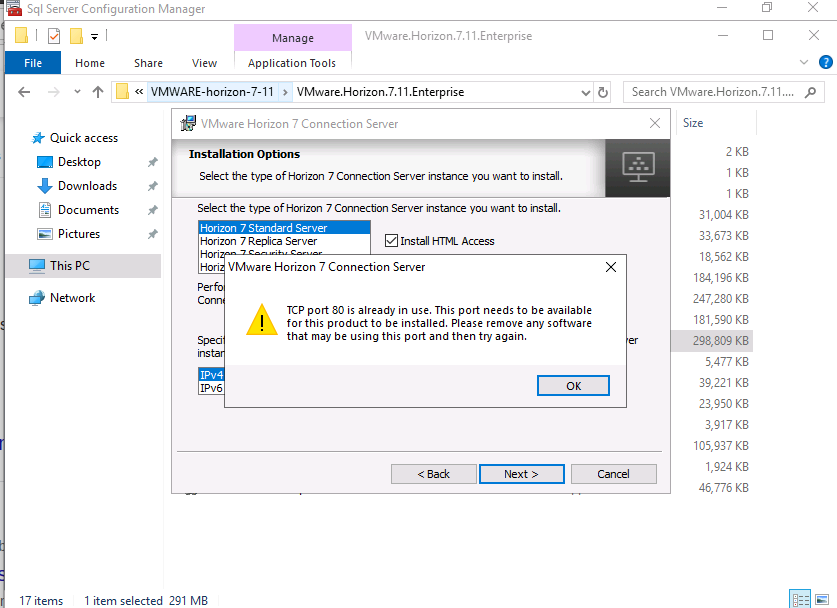 Sql Server Configuration Manager
Manage
VMware.Horizon.7.11.Enterprise
File
Home
Share
View
Application Tools
«
VMWARE-horizon-7-11
VMware.Horizon.7.11.Enterprise
Search VMware.Horizon.7.11....
Quick access
Desktop
Downloads
Documents
Pictures
This PC
Network
VMware Horizon 7 Connection Server
Installation Options
Select the type of Horizon 7 Connection Server instance you want to install.
Select the type of Horizon 7 Connection Server instance you want to install.
Horizon 7 Standard Server
Horizon 7 Replica Server
Horizon 7 Security Server
Install HTML Access
VMware Horizon 7 Connection Server
TCP port 80 is already in use. This port needs to be available
for this product to be installed. Please remove any software
that may be using this port and then try again.
OK
IPv4
IPv6
< Back
Next >
Cancel
Size
2 KB
1 KB
1 KB
31,004 KB
33,673 KB
18,562 KB
184,196 KB
247,280 KB
181,590 KB
298,809 KB
5,477 KB
39,221 KB
23,950 KB
3,917 KB
105,937 KB
1,924 KB
46,776 KB
17 items
1 item selected 291 MB